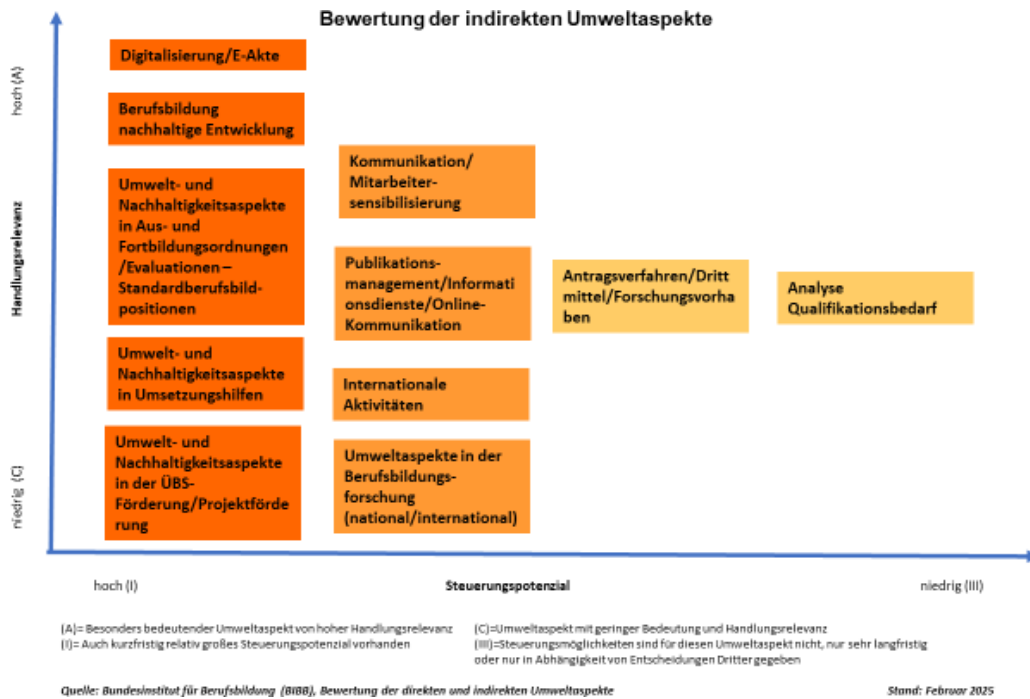 Bewertung der indirekten Umweltaspekte
hoch (A)
Handlungsrelevanz
niedrig (C)
Digitalisierung/E-Akte
Berufsbildung
nachhaltige Entwicklung
Umwelt- und
Nachhaltigkeitsaspekte
in Aus- und
Fortbildungsordnungen
/Evaluationen –
Standardberufsbild-
positionen
Umwelt- und
Nachhaltigkeitsaspekte
in Umsetzungshilfen
Umwelt- und
Nachhaltigkeitsaspekte
in der ÜBS-
Förderung/Projektförde
rung
Kommunikation/
Mitarbeiter-
sensibilisierung
Publikations-
management/Informati
onsdienste/Online-
Kommunikation
Internationale
Aktivitäten
Umweltaspekte in der
Berufsbildungs-
forschung
(national/international)
Antragsverfahren/Dritt
mittel/Forschungsvorha
ben
Analyse
Qualifikationsbedarf
hoch (I)
Steuerungspotenzial
niedrig (III)
(A)= Besonders bedeutender Umweltaspekt von hoher Handlungsrelevanz
(I)= Auch kurzfristig relativ großes Steuerungspotenzial vorhanden
(C)=Umweltaspekt mit geringer Bedeutung und Handlungsrelevanz
(III)=Steuerungsmöglichkeiten sind für diesen Umweltaspekt nicht, nur sehr langfristig
oder nur in Abhängigkeit von Entscheidungen Dritter gegeben
Quelle: Bundesinstitut für Berufsbildung (BIBB), Bewertung der direkten und indirekten Umweltaspekte
Stand: Februar 2025